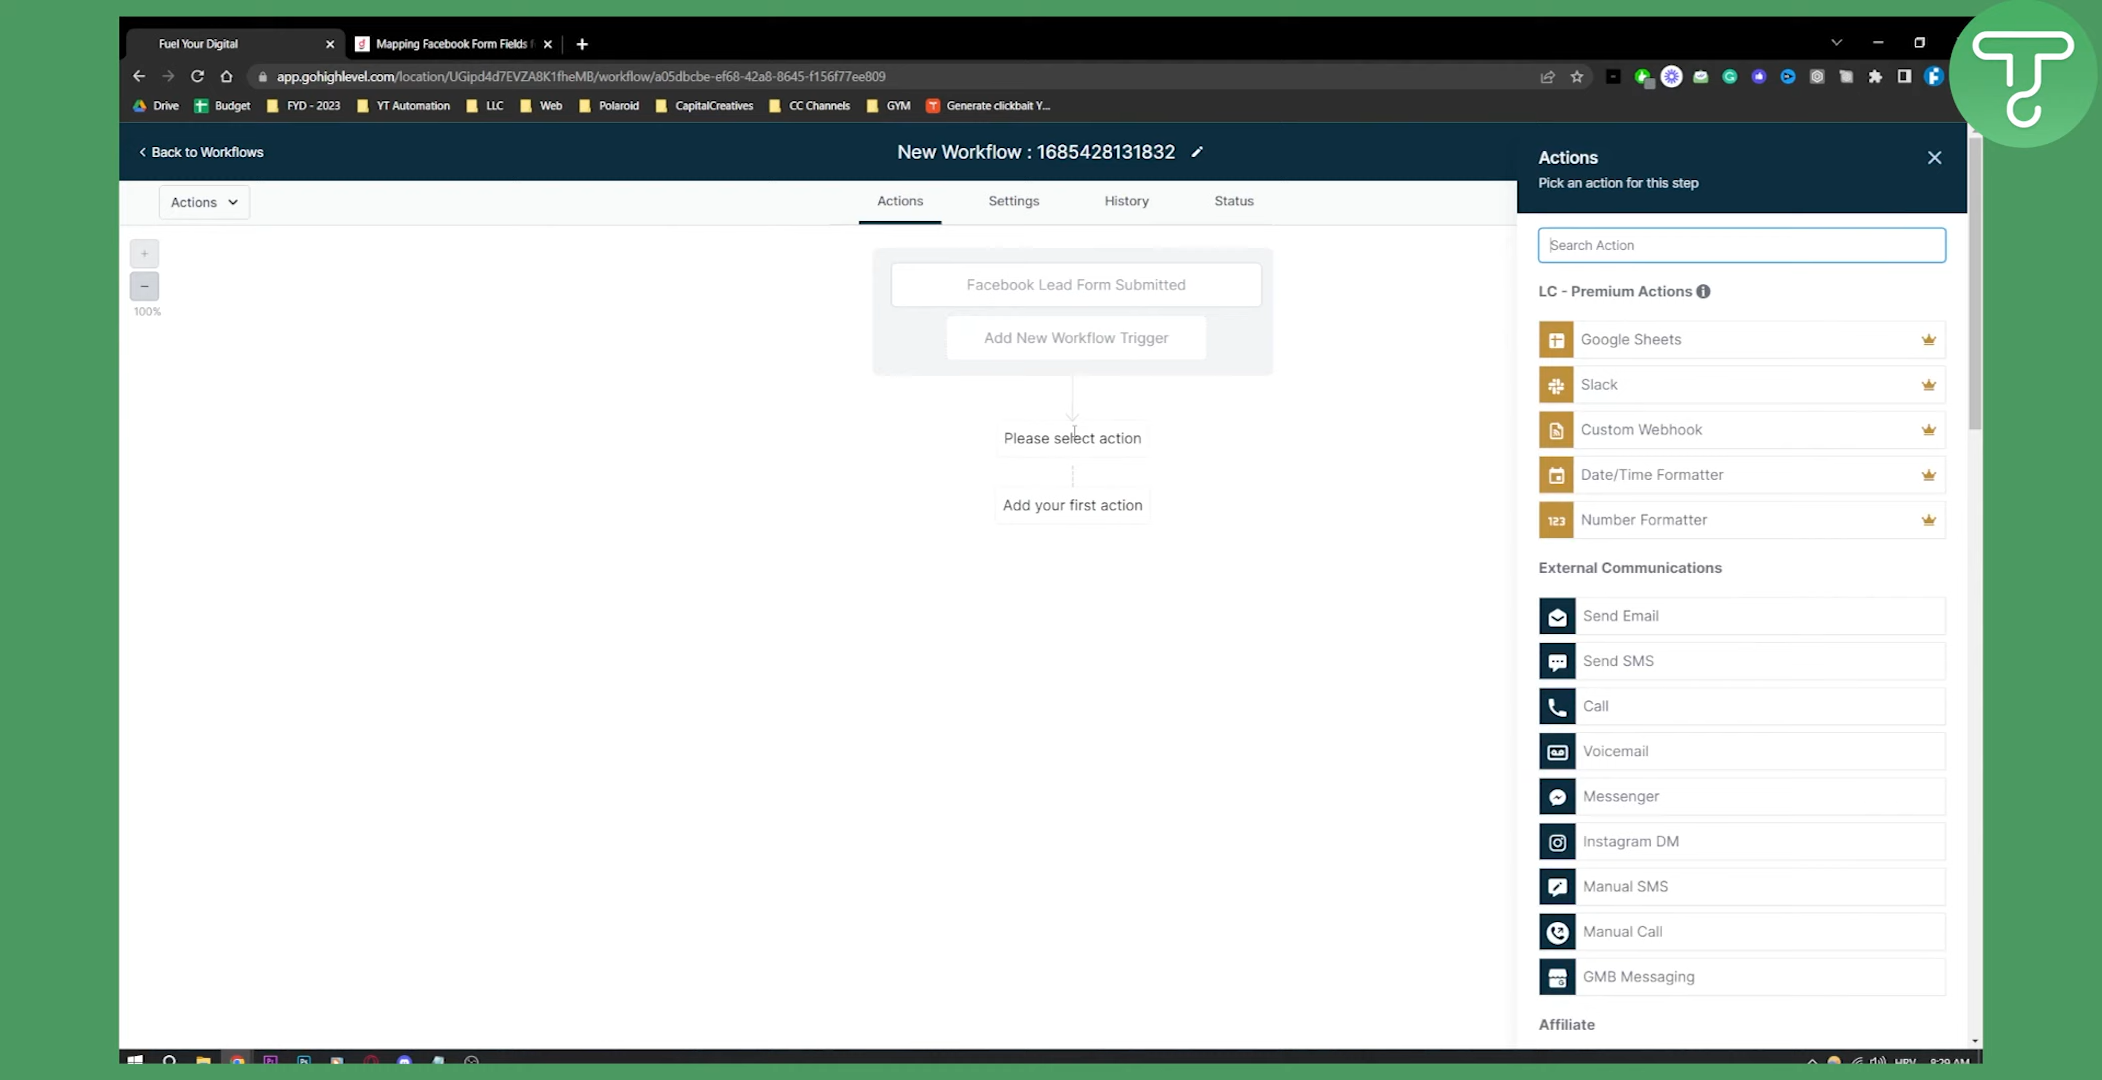 Fuel Your Digital
Mapping Facebook Form Fields
app.gohighlevel.com/location/UGipd4d7EVZA8K1fheMB/workflow/a05dbcbe-ef68-42a8-8645-f156f77ee809
Drive
Budget
FYD - 2023
YT Automation
LLC
Web
Polaroid
CapitalCreatives
CC Channels
GYM
Generate clickbait Y...
Back to Workflows
New Workflow : 1685428131832
Actions
Pick an action for this step
Actions
Actions
Settings
History
Status
100%
Facebook Lead Form Submitted
Add New Workflow Trigger
Please select action
Add your first action
Search Action
LC - Premium Actions
Google Sheets
Slack
Custom Webhook
Date/Time Formatter
123
Number Formatter
External Communications
Send Email
Send SMS
Call
Voicemail
Messenger
Instagram DM
Manual SMS
Manual Call
GMB Messaging
Affiliate
HRV
8:29 AM